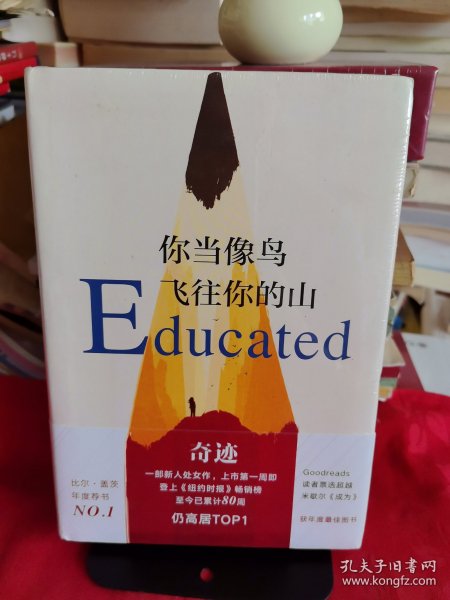 你当像鸟
飞往你的山
Educated
奇迹
一部新人处女作，上市第一周即
登上《纽约时报》畅销榜
至今已累计80周
仍高居TOP1
比尔·盖茨
年度荐书
NO.1
Goodreads
读者票选超越
米歇尔《成为》
获年度最佳图书
孔夫子旧书网
www.kongfz.com